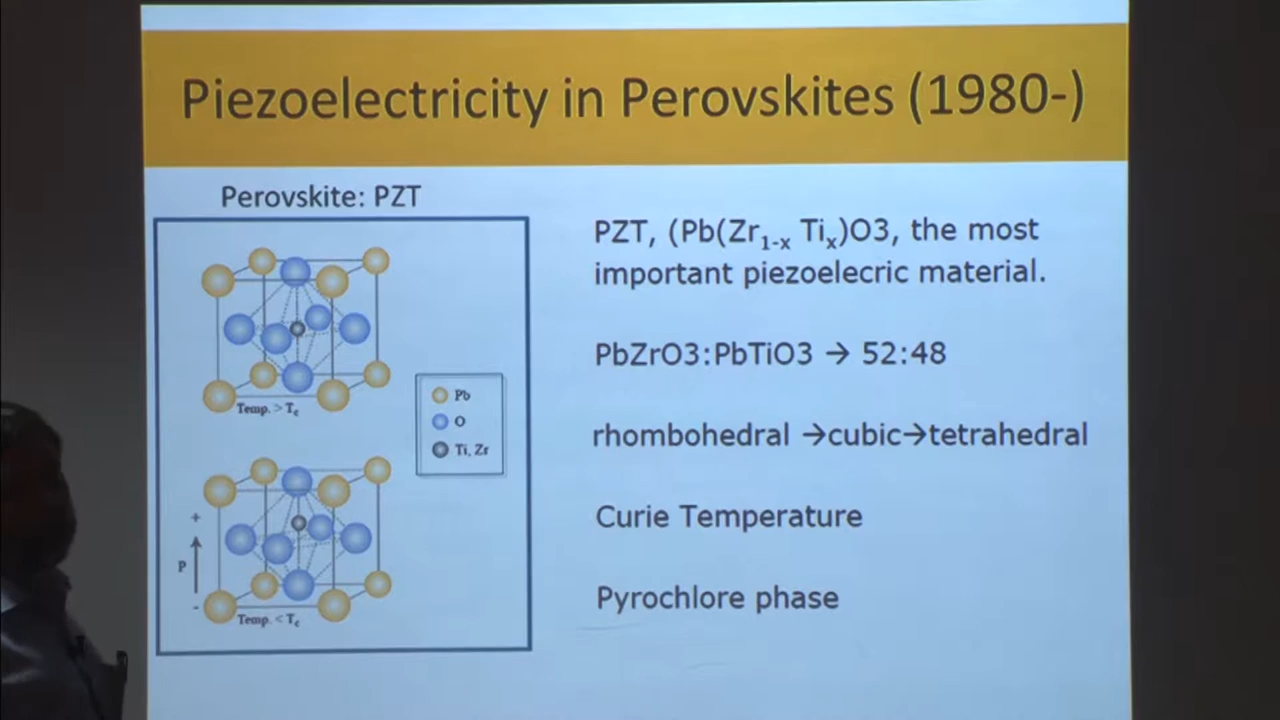 Piezoelectricity in Perovskites (1980-)
Perovskite: PZT
Temp. > Tc
Pb
O
Ti, Zr
+
P
-
Temp. < Tc
PZT, (Pb(Zr1-x Tix)O3, the most
important piezoelecric material.
PbZrO3:PbTiO3 → 52:48
rhombohedral →cubic→tetrahedral
Curie Temperature
Pyrochlore phase